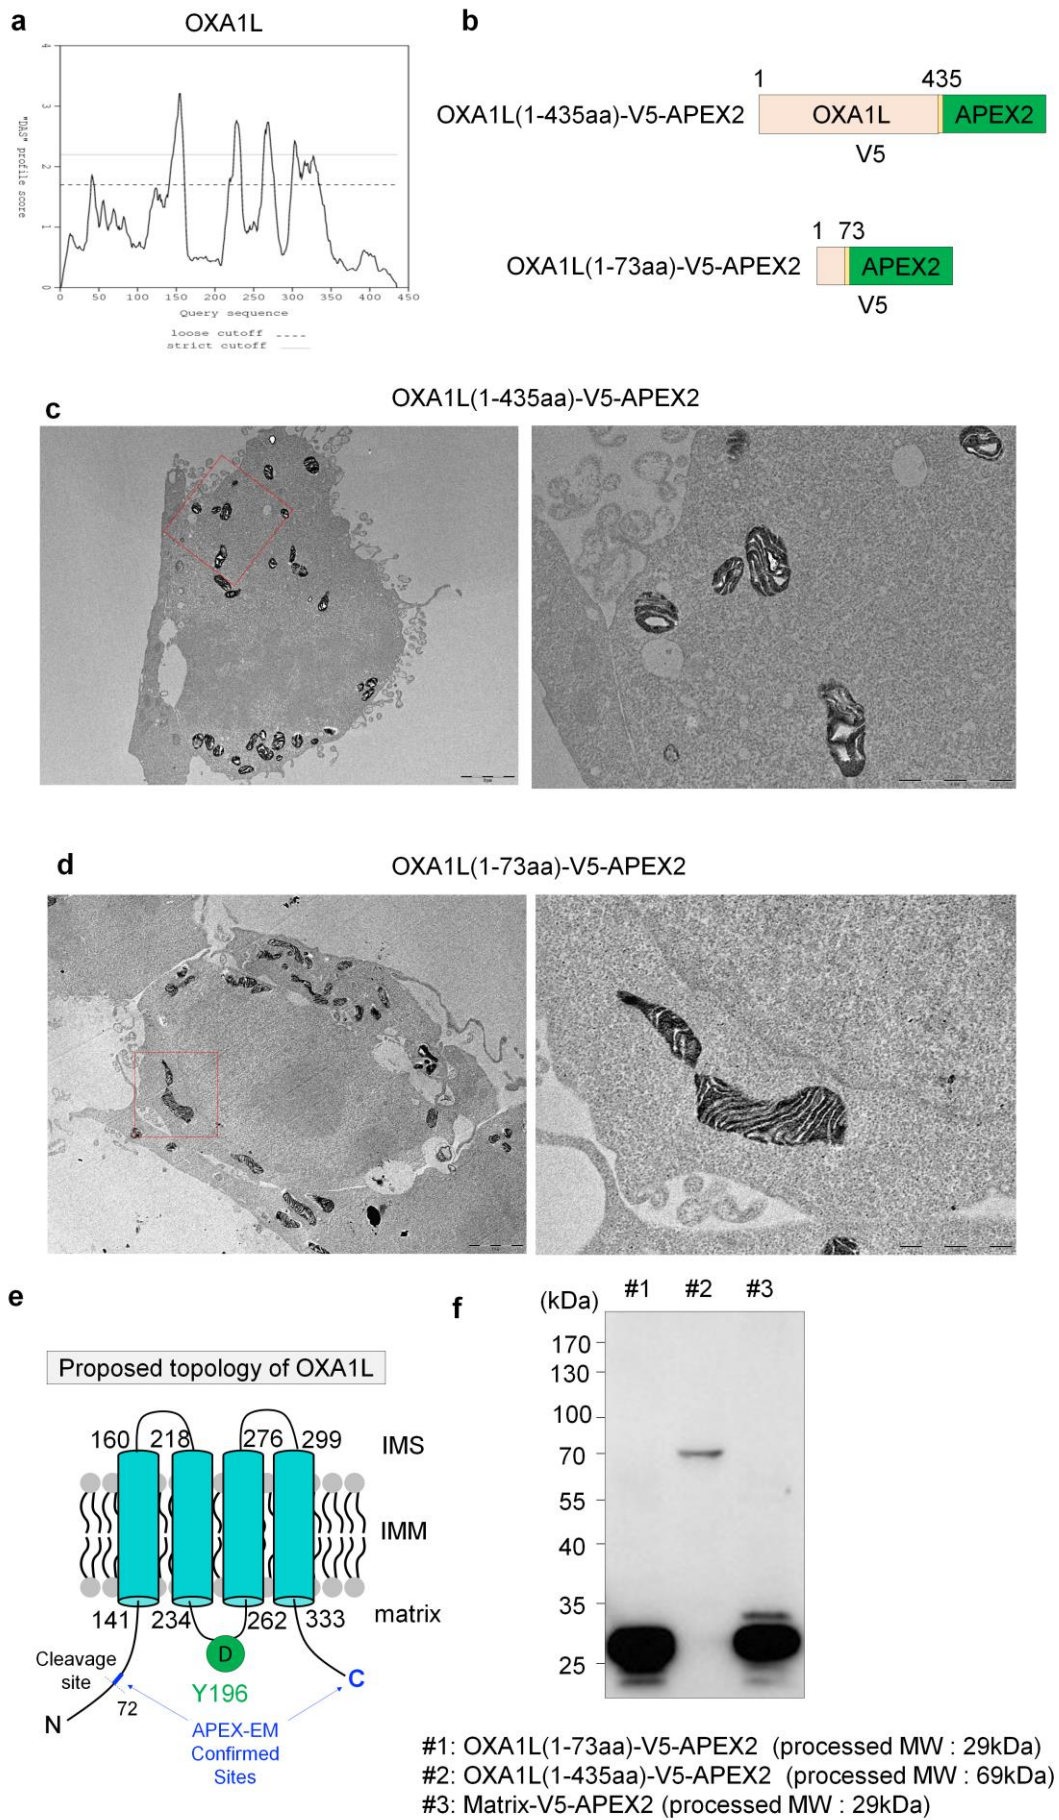 a
OXA1L
4
3
2
1
0
"DAS" profile score
0 50 100 150 200 250 300 350 400 450
Query sequence
loose cutoff
strict cutoff
b
1 435
OXA1L(1-435aa)-V5-APEX2
OXA1L
APEX2
V5
1 73
OXA1L(1-73aa)-V5-APEX2
APEX2
V5
c
OXA1L(1-435aa)-V5-APEX2
d
OXA1L(1-73aa)-V5-APEX2
e
Proposed topology of OXA1L
160 218 276 299 IMS
IMM
141 234 262 333 matrix
Cleavage
site
D
Y196
72
N
C
APEX-EM
Confirmed
Sites
f
(kDa) #1 #2 #3
170
130
100
70
55
40
35
25
#1: OXA1L(1-73aa)-V5-APEX2 (processed MW : 29kDa)
#2: OXA1L(1-435aa)-V5-APEX2 (processed MW : 69kDa)
#3: Matrix-V5-APEX2 (processed MW : 29kDa)